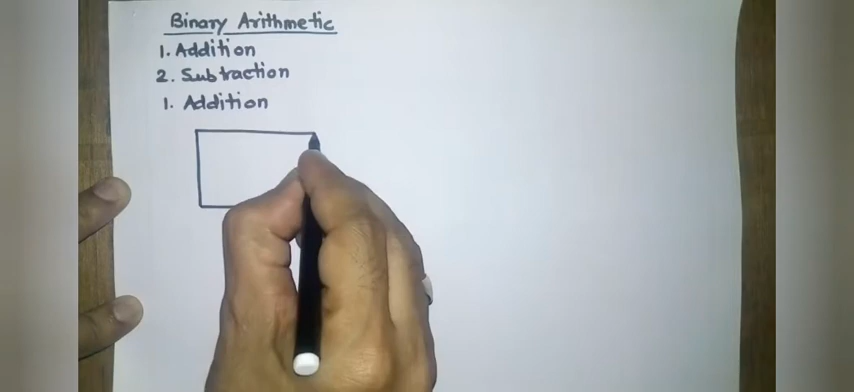 Binary Arithmetic
1. Addition
2. Subtraction
1. Addition